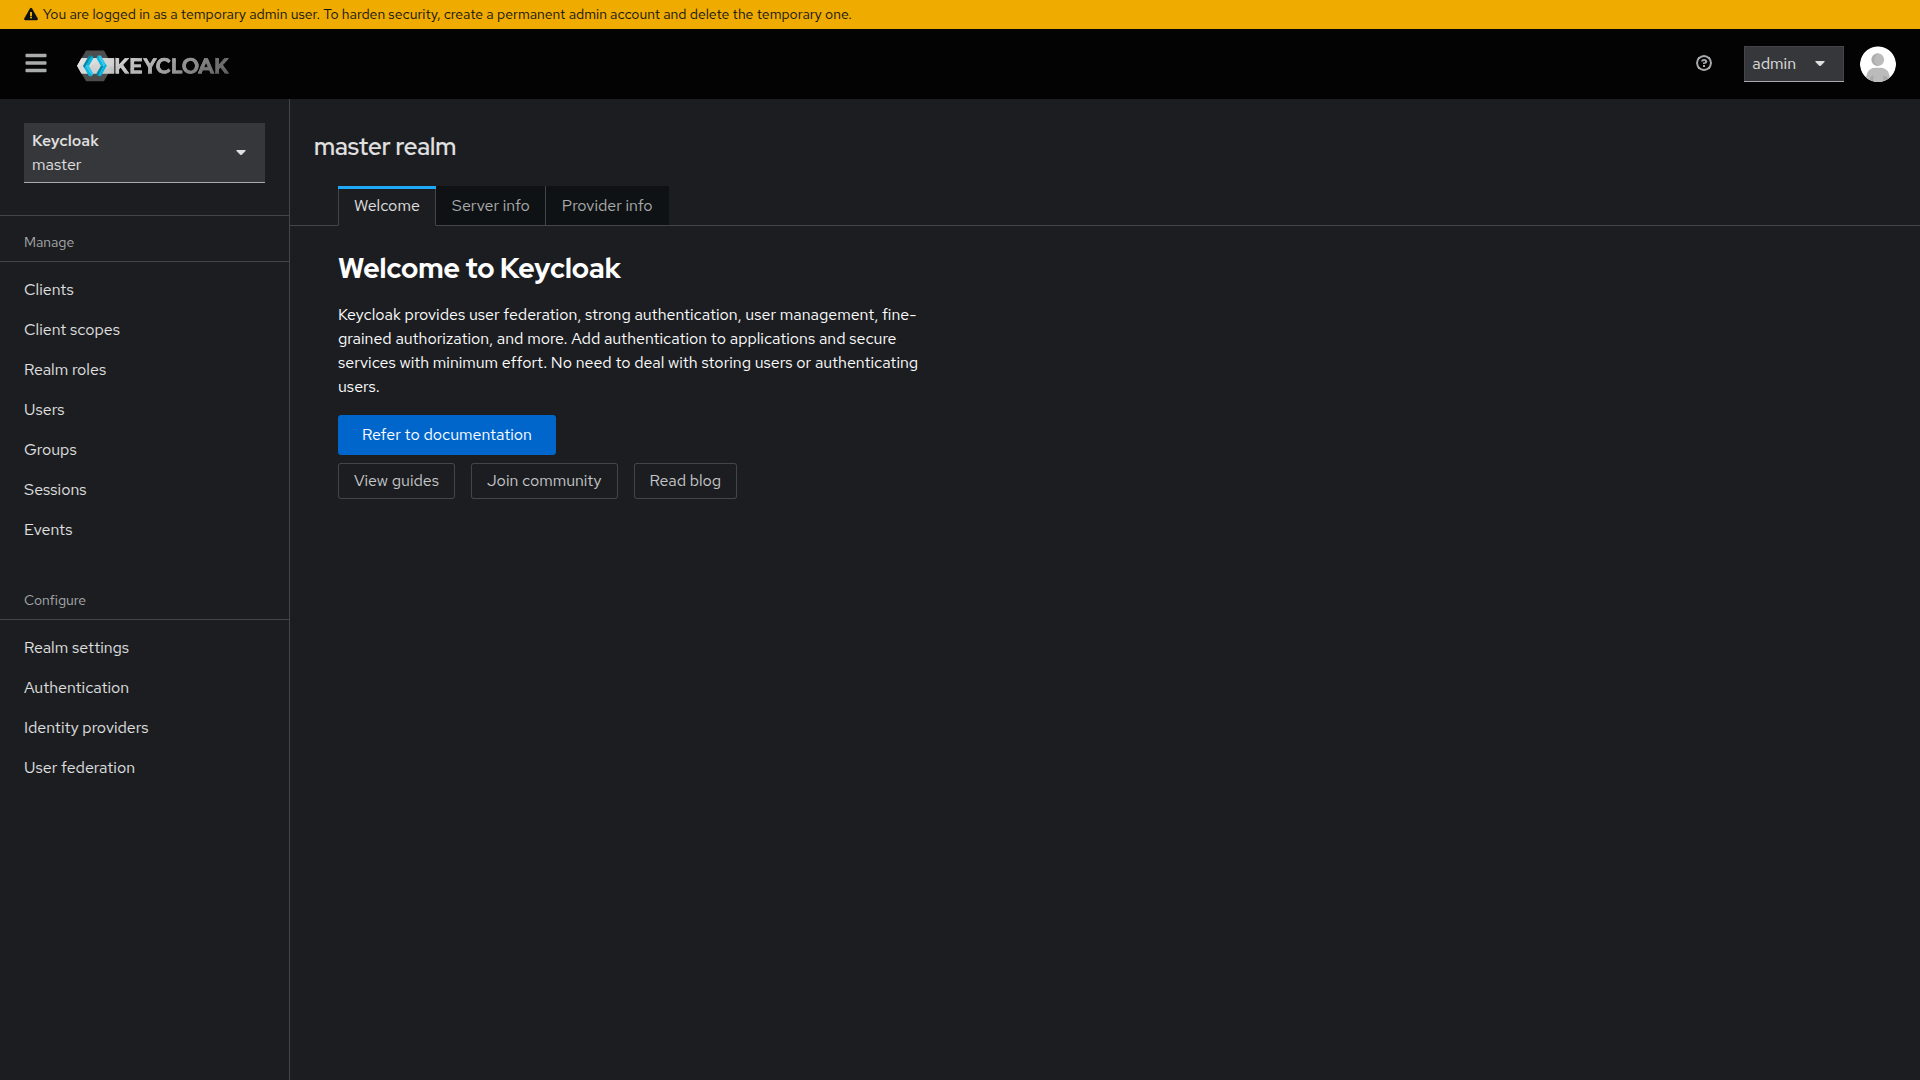 You are logged in as a temporary admin user. To harden security, create a permanent admin account and delete the temporary one.
KEYCLOAK
admin
Keycloak
master
Manage
Clients
Client scopes
Realm roles
Users
Groups
Sessions
Events
Configure
Realm settings
Authentication
Identity providers
User federation
master realm
Welcome
Server info
Provider info
Welcome to Keycloak
Keycloak provides user federation, strong authentication, user management, fine-
grained authorization, and more. Add authentication to applications and secure
services with minimum effort. No need to deal with storing users or authenticating
users.
Refer to documentation
View guides
Join community
Read blog